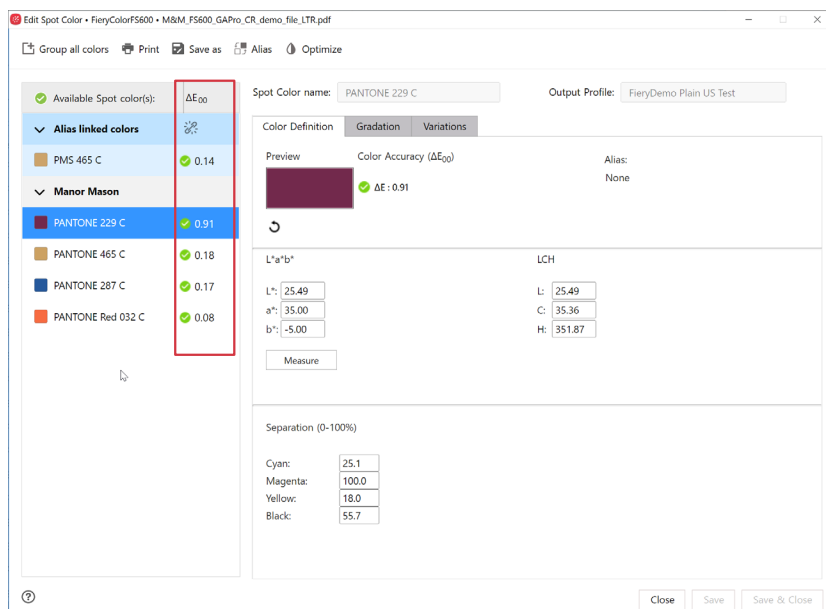 Edit Spot Color • FieryColorFS600 • M&M_FS600_GAPro_CR_demo_file_LTR.pdf
Group all colors Print Save as Alias Optimize
Available Spot color(s): ΔE00
Alias linked colors
PMS 465 C 0.14
Manor Mason
PANTONE 229 C 0.91
PANTONE 465 C 0.18
PANTONE 287 C 0.17
PANTONE Red 032 C 0.08
Spot Color name: PANTONE 229 C Output Profile: FieryDemo Plain US Test
Color Definition Gradation Variations
Preview Color Accuracy (ΔE00) Alias:
ΔE : 0.91 None
L*a*b* LCH
L*: 25.49 L: 25.49
a*: 35.00 C: 35.36
b*: -5.00 H: 351.87
Measure
Separation (0-100%)
Cyan: 25.1
Magenta: 100.0
Yellow: 18.0
Black: 55.7
Close Save Save & Close